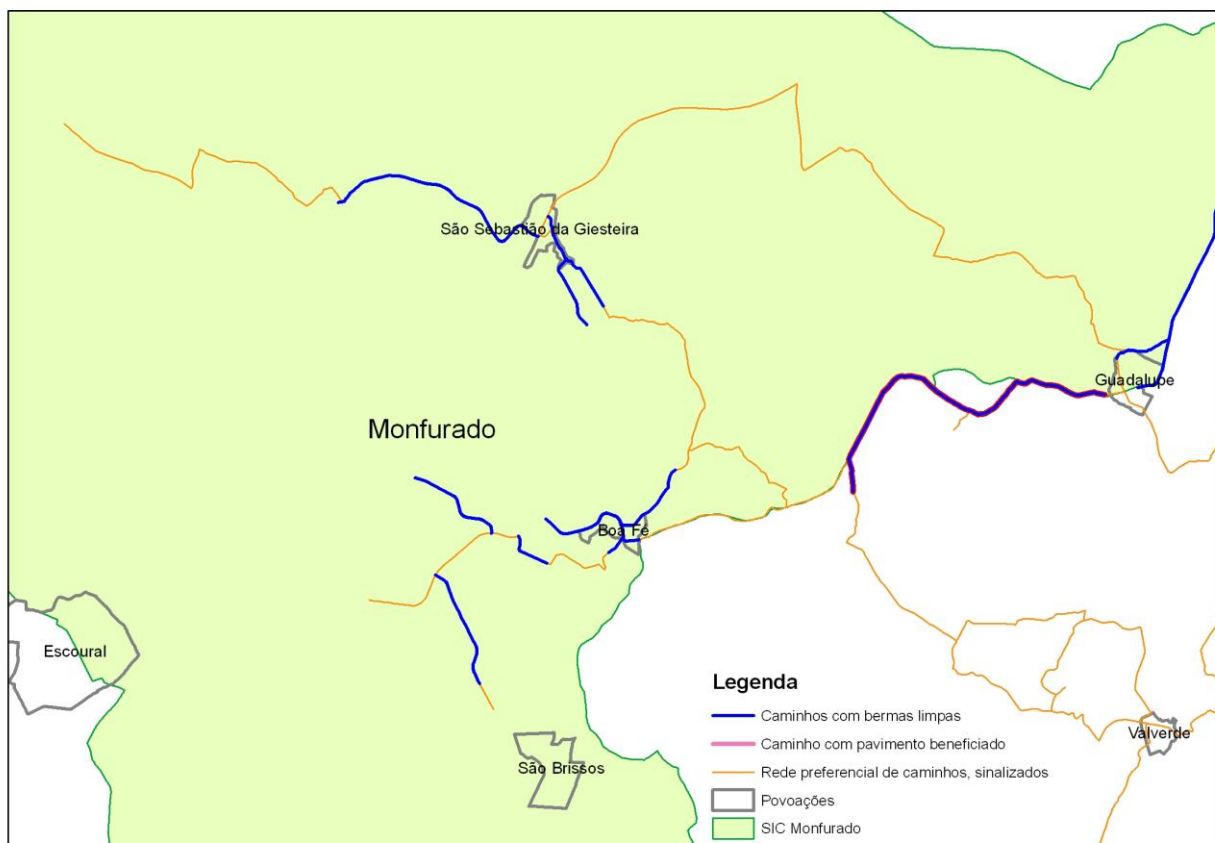 São Sebastião da Giesteira
Guadalupe
Monfurado
Boa Fé
Escoural
São Brissos
Valverde
Legenda
Caminhos com bermas limpas
Caminho com pavimento beneficiado
Rede preferencial de caminhos, sinalizados
Povoações
SIC Monfurado